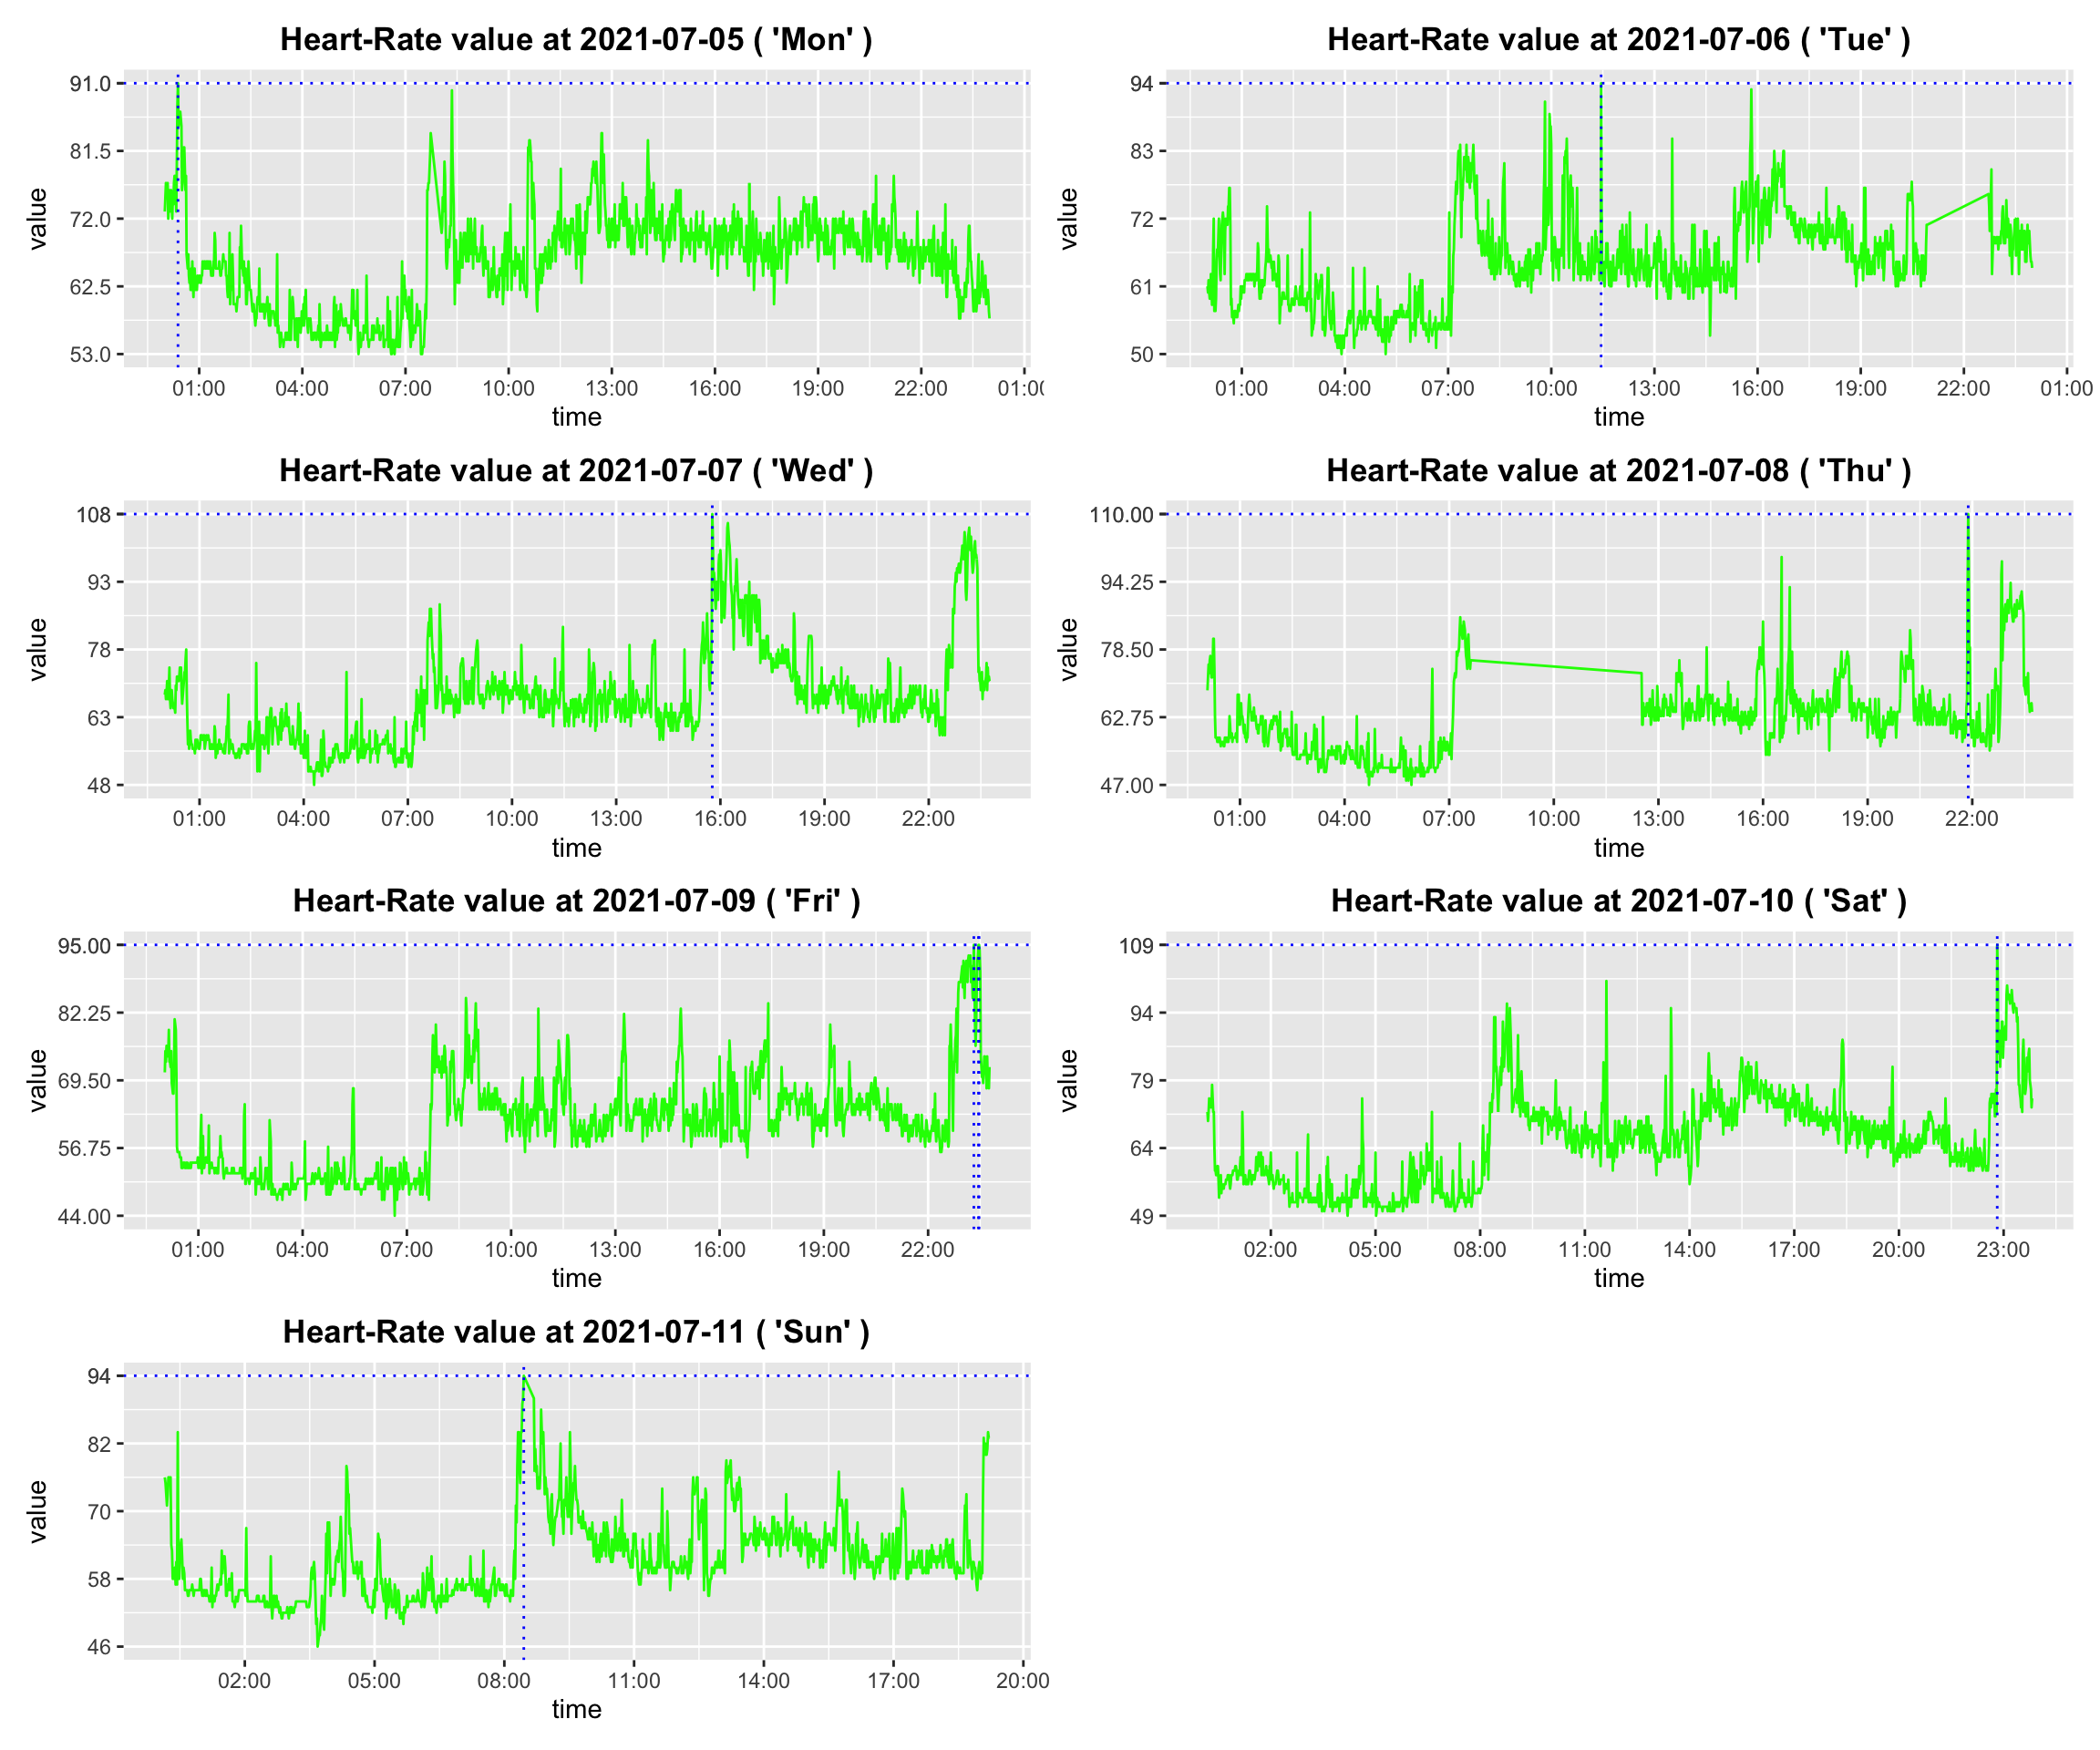 Heart-Rate value at 2021-07-05 ( 'Mon' )
91.0
81.5
72.0
62.5
53.0
value
01:00 04:00 07:00 10:00 13:00 16:00 19:00 22:00 01:00
time
Heart-Rate value at 2021-07-06 ( 'Tue' )
94
83
72
61
50
value
01:00 04:00 07:00 10:00 13:00 16:00 19:00 22:00 01:00
time
Heart-Rate value at 2021-07-07 ( 'Wed' )
108
93
78
63
48
value
01:00 04:00 07:00 10:00 13:00 16:00 19:00 22:00
time
Heart-Rate value at 2021-07-08 ( 'Thu' )
110.00
94.25
78.50
62.75
47.00
value
01:00 04:00 07:00 10:00 13:00 16:00 19:00 22:00
time
Heart-Rate value at 2021-07-09 ( 'Fri' )
95.00
82.25
69.50
56.75
44.00
value
01:00 04:00 07:00 10:00 13:00 16:00 19:00 22:00
time
Heart-Rate value at 2021-07-10 ( 'Sat' )
109
94
79
64
49
value
02:00 05:00 08:00 11:00 14:00 17:00 20:00 23:00
time
Heart-Rate value at 2021-07-11 ( 'Sun' )
94
82
70
58
46
value
02:00 05:00 08:00 11:00 14:00 17:00 20:00
time